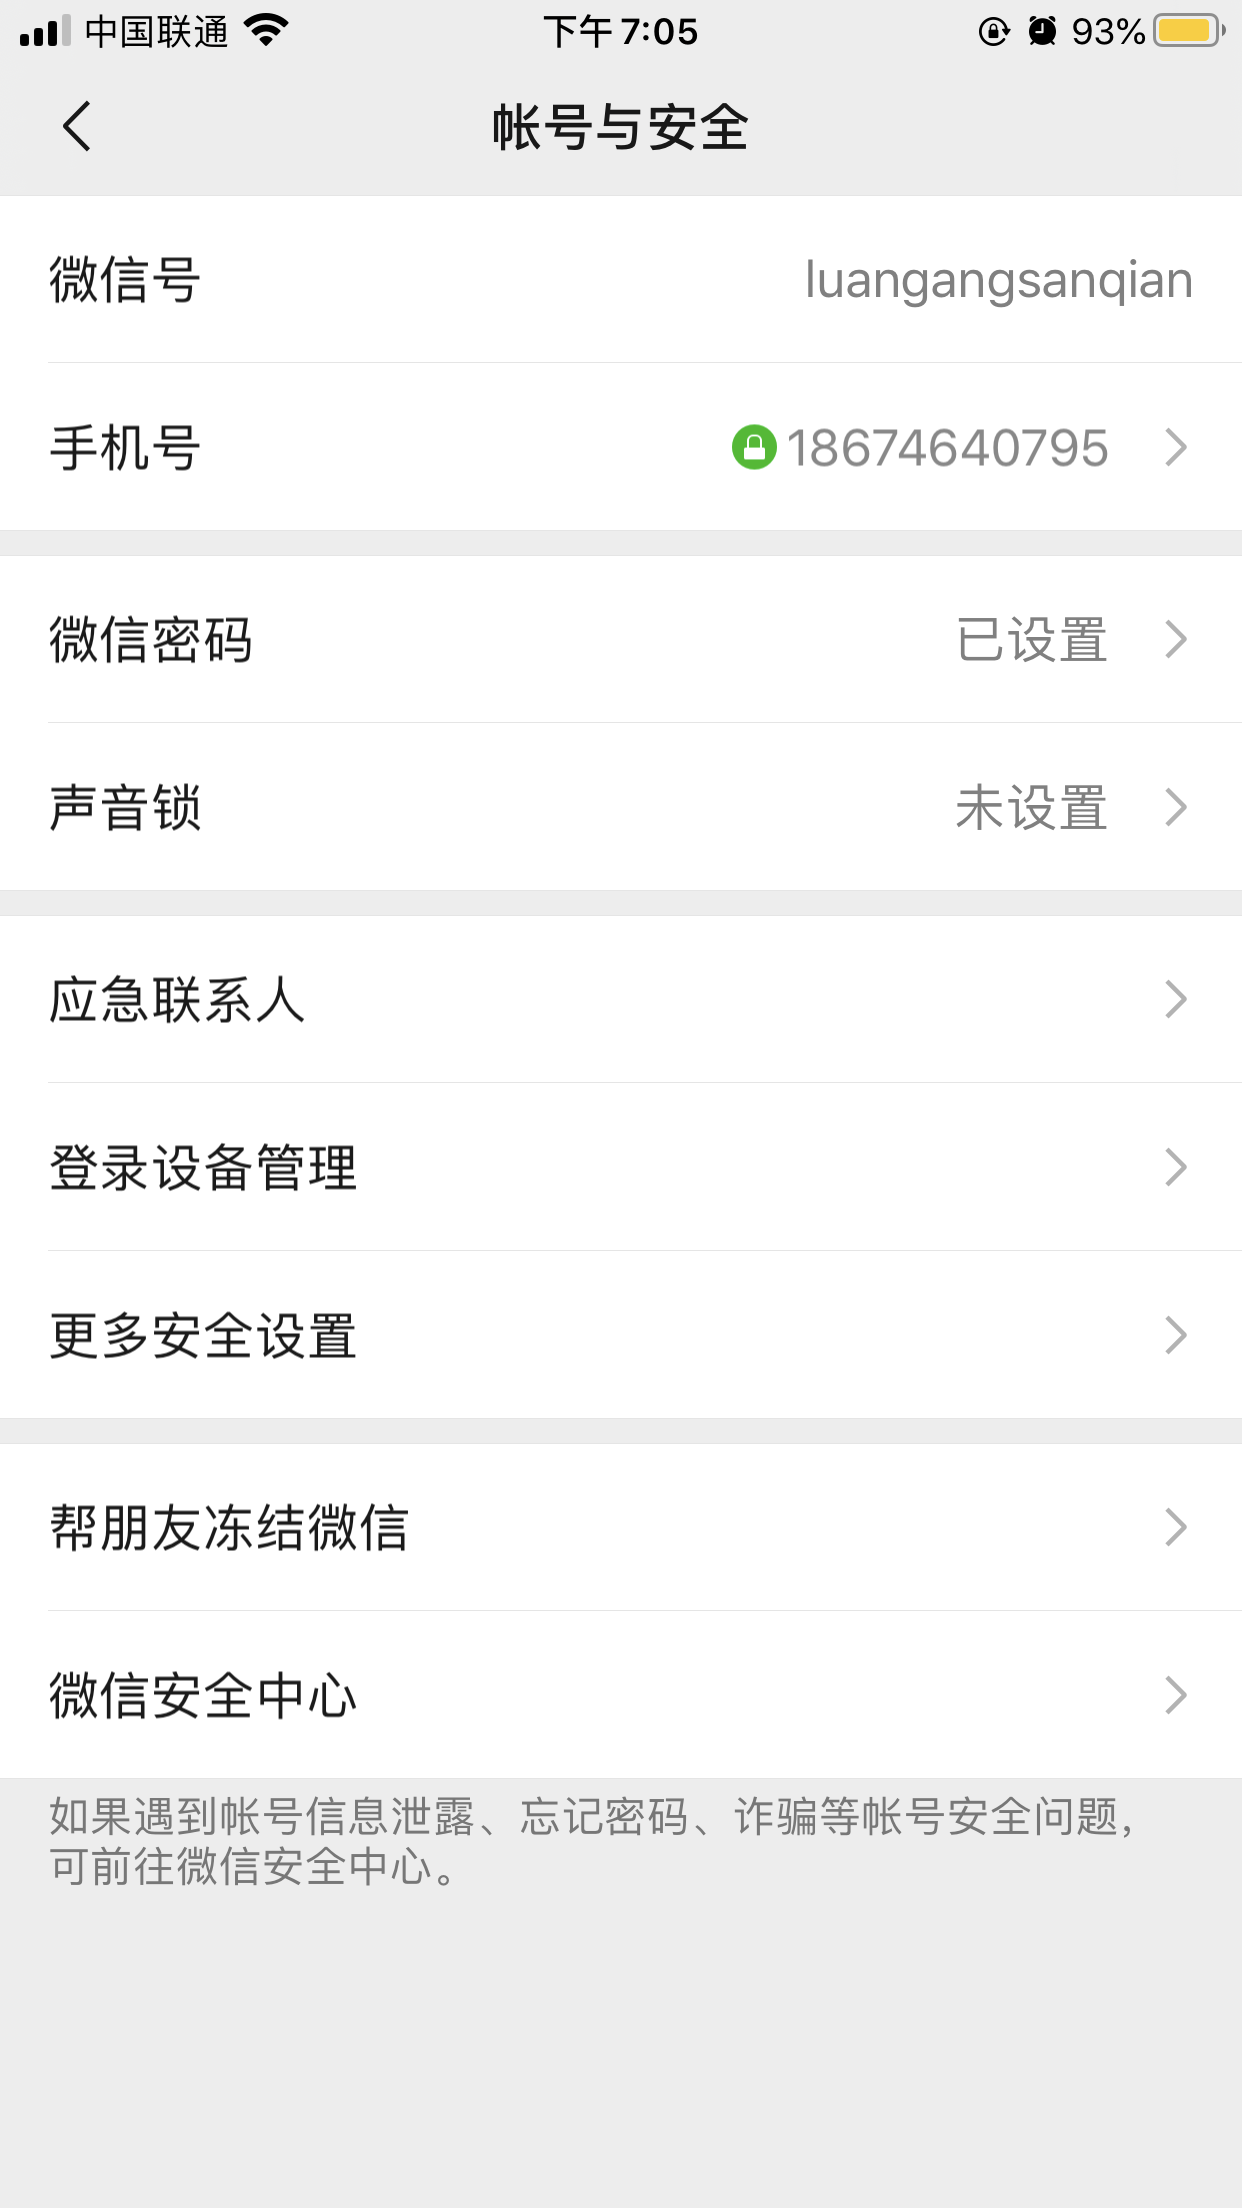 中国联通 下午 7:05 93%
帐号与安全
微信号 luangangsanqian
手机号 18674640795
微信密码 已设置
声音锁 未设置
应急联系人
登录设备管理
更多安全设置
帮朋友冻结微信
微信安全中心
如果遇到帐号信息泄露、忘记密码、诈骗等帐号安全问题，
可前往微信安全中心。